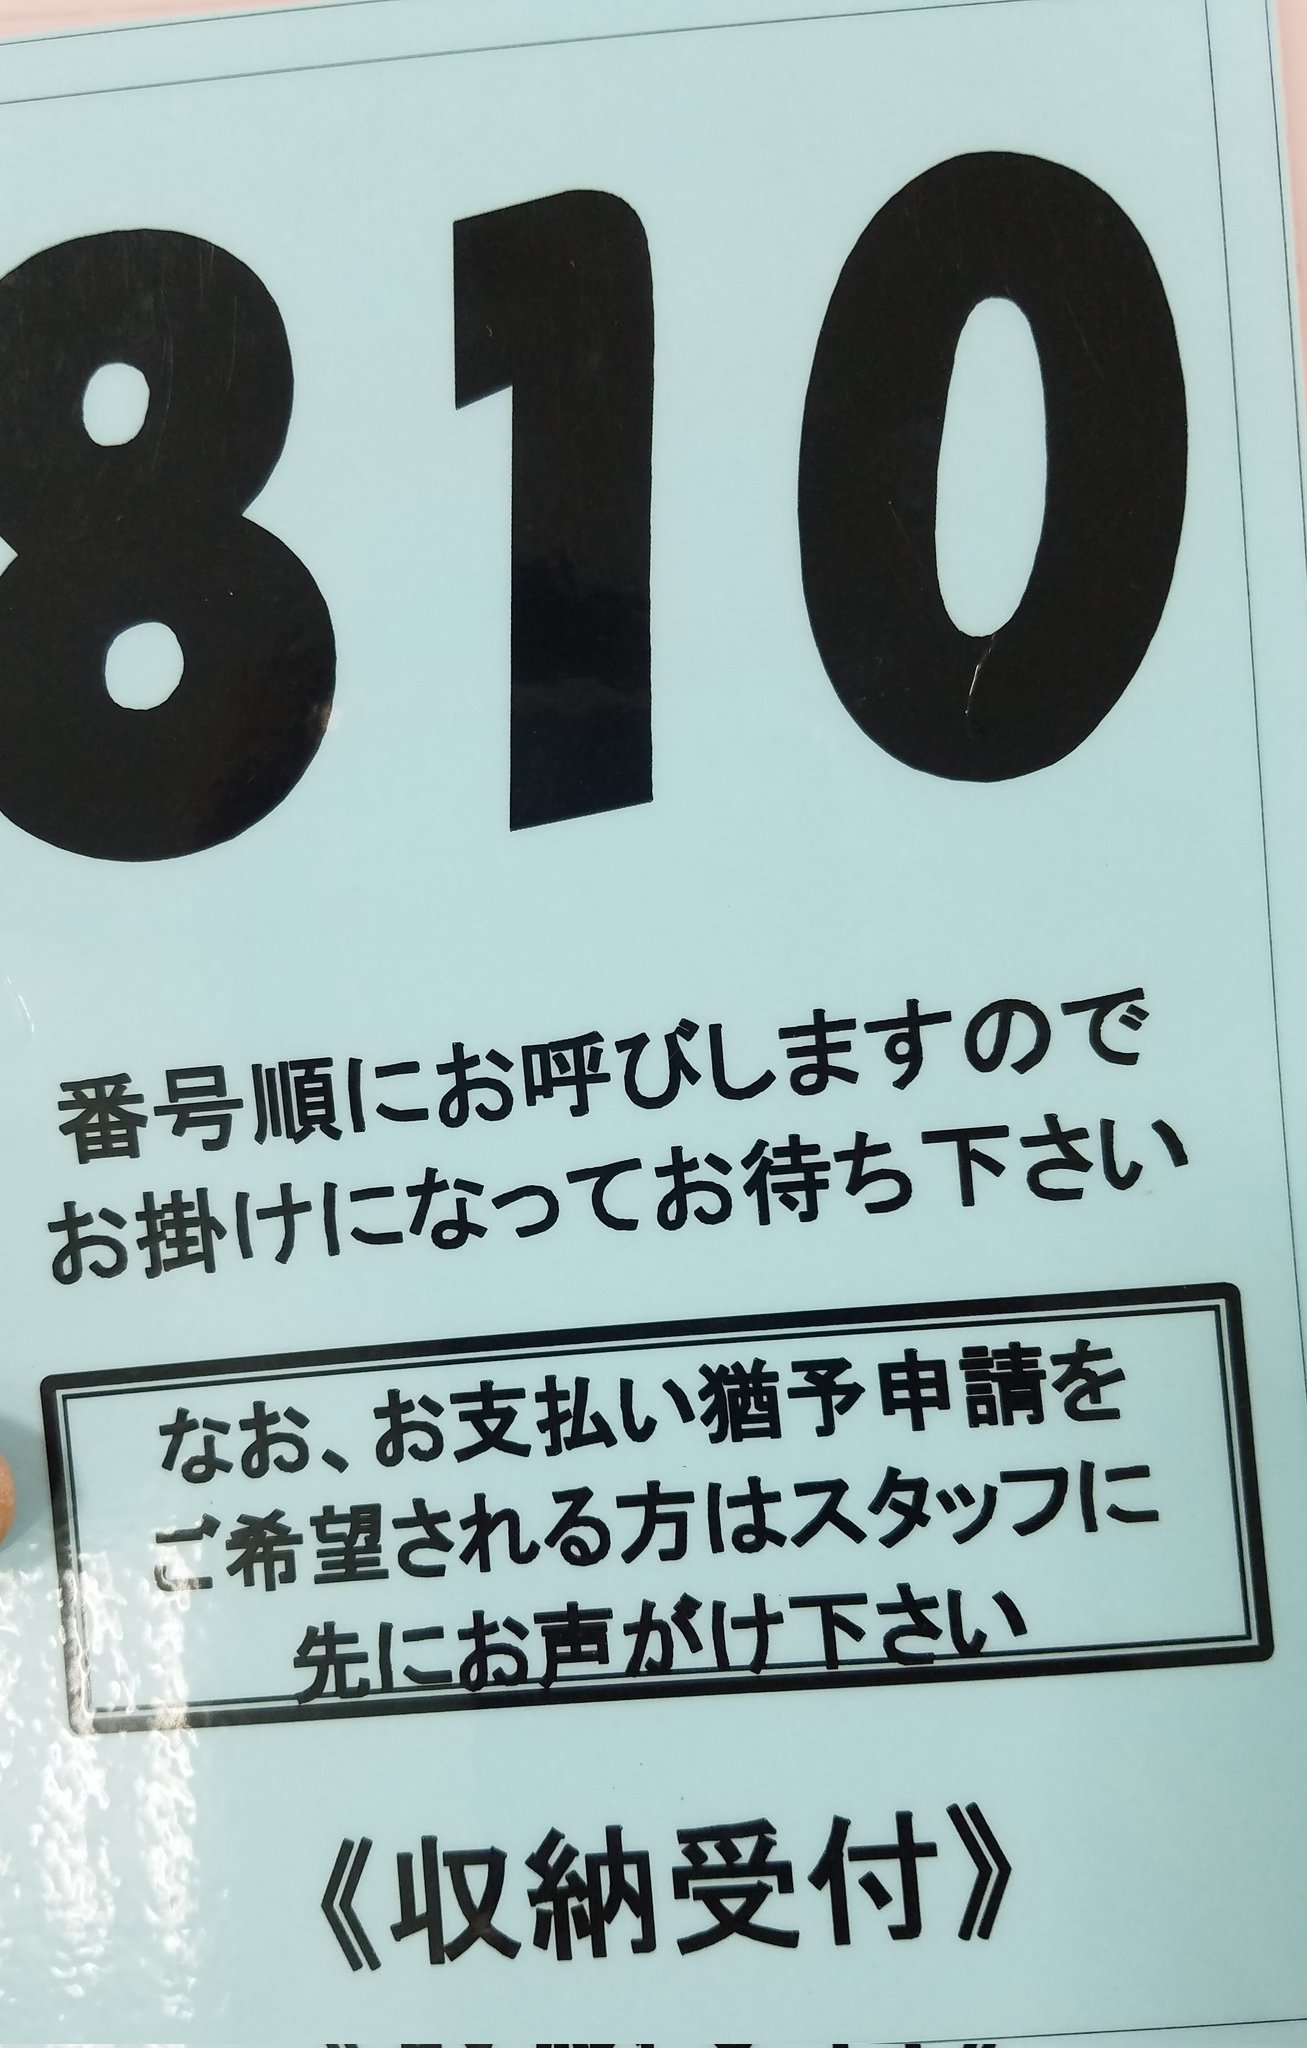 810
番号順にお呼びしますので
お掛けになってお待ち下さい
なお、お支払い猶予申請を
ご希望される方はスタッフに
先にお声がけ下さい
《収納受付》